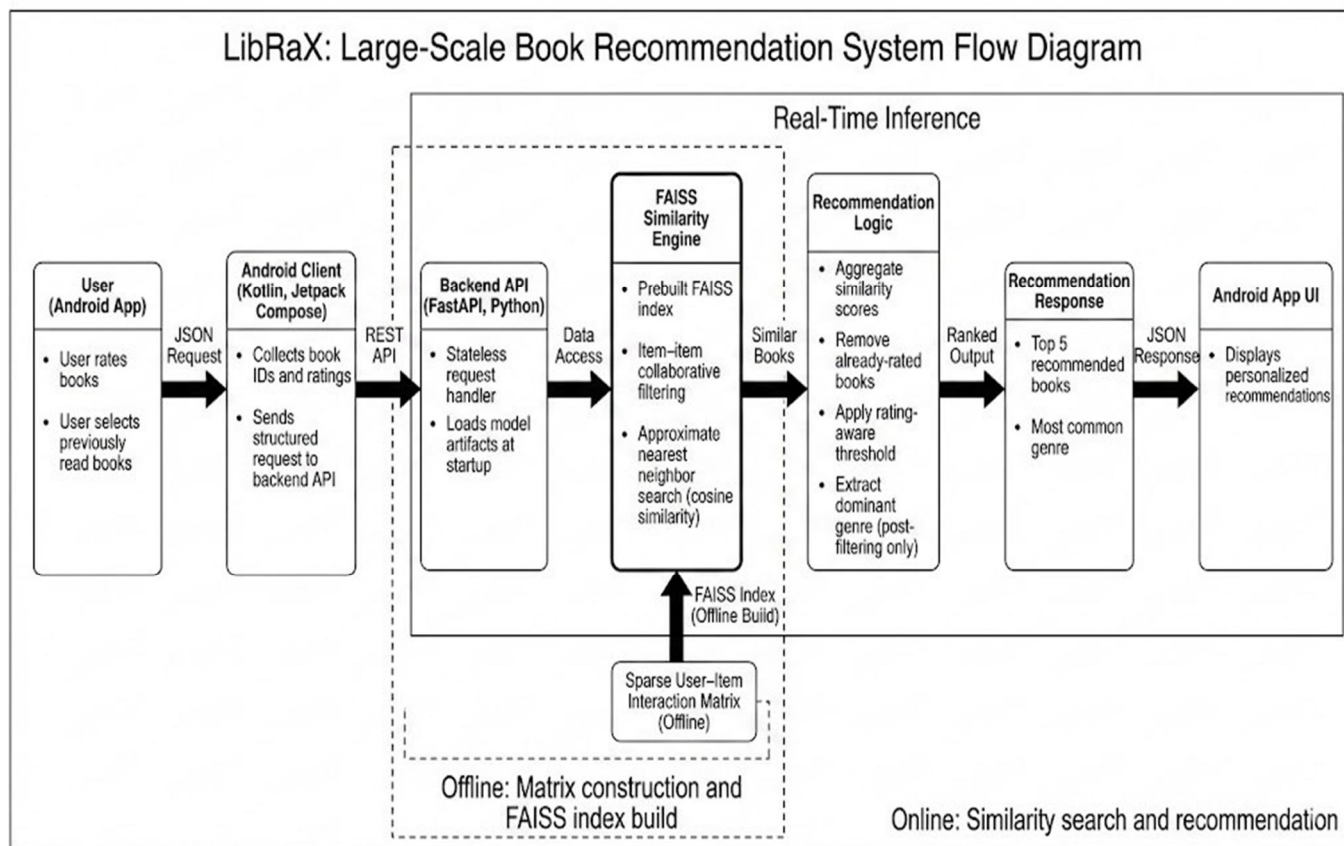 LibRaX: Large-Scale Book Recommendation System Flow Diagram
Real-Time Inference
User
(Android App)
• User rates books
• User selects
previously
read books
JSON
Request
Android Client
(Kotlin, Jetpack
Compose)
• Collects book
IDs and ratings
• Sends
structured
request to
backend API
REST
API
Backend API
(FastAPI, Python)
• Stateless
request
handler
• Loads model
artifacts at
startup
Data
Access
FAISS
Similarity
Engine
• Prebuilt FAISS
index
• Item–item
collaborative
filtering
• Approximate
nearest
neighbor
search (cosine
similarity)
Similar
Books
Recommendation
Logic
• Aggregate
similarity
scores
• Remove
already-rated
books
• Apply rating-
aware
threshold
• Extract
dominant
genre (post-
filtering only)
Ranked
Output
Recommendation
Response
• Top 5
recommended
books
• Most common
genre
JSON
Response
Android App UI
• Displays
personalized
recommendations
FAISS Index
(Offline Build)
Sparse User–Item
Interaction Matrix
(Offline)
Offline: Matrix construction and
FAISS index build
Online: Similarity search and recommendation